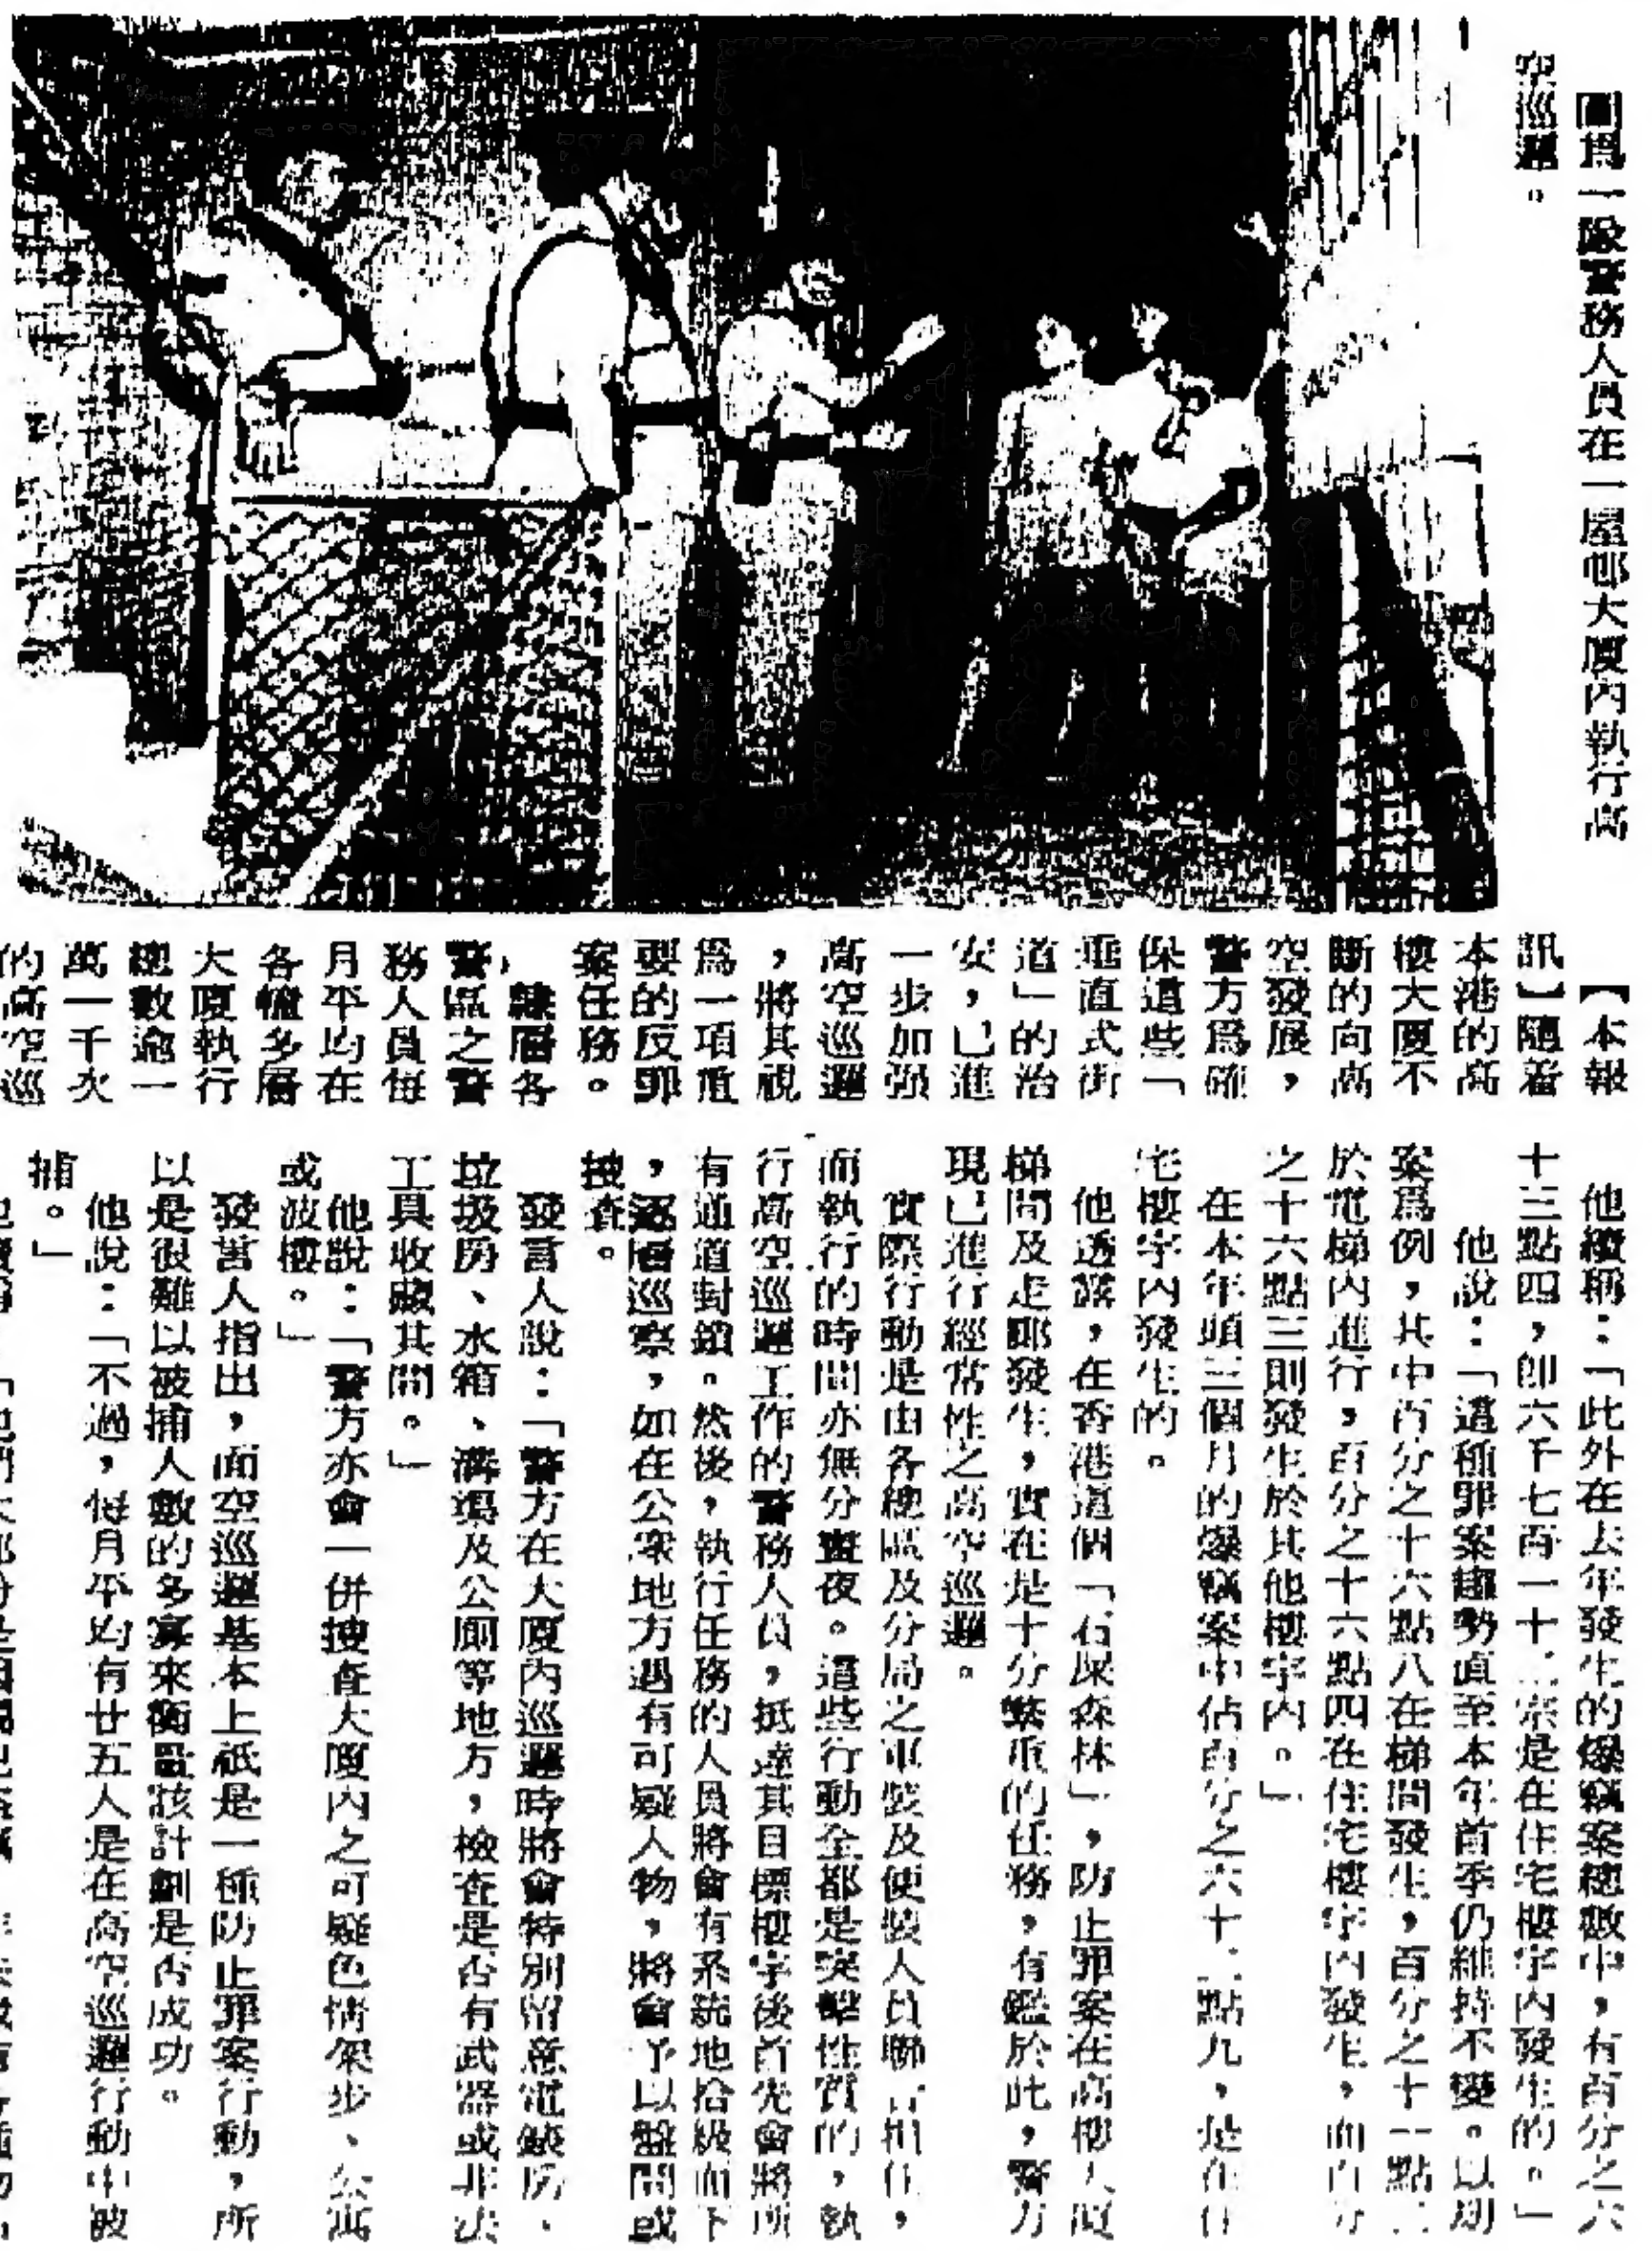 圖爲一隊警務人員在一屋邨大廈內執行高
空巡邏。
【本報
訊】隨着
本港的高
樓大廈不
斷的向高
空發展，
警方爲確
保這些「
垂直式街
道」的治
安，已進
一步加强
高空巡邏
，將其視
爲一項重
要的反罪
案任務。
隸屬各
警區之警
務人員每
月平均在
各幢多層
大廈執行
總數逾一
萬一千次
的高空巡
他續稱：「此外在去年發生的爆竊案總數中，有百分之六
十三點四，卽六千七百一十二宗是在住宅樓宇內發生的。」
他說：「這種罪案趨勢直至本年首季仍維持不變。以刧
案爲例，其中百分之十六點八在梯間發生，百分之十一點二
於電梯內進行，百分之十六點四在住宅樓宇內發生，而百分
之十六點三則發生於其他樓宇內。」
在本年頭三個月的爆竊案中佔百分之六十二點九，是在住
宅樓宇內發生的。
他透露，在香港這個「石屎森林」，防止罪案在高樓大廈
梯間及走郎發生，實在是十分繁重的任務，有鑑於此，警方
現已進行經常性之高空巡邏。
實際行動是由各總區及分局之軍裝及便裝人員聯合担任，
而執行的時間亦無分晝夜。這些行動全都是突擊性質的，執
行高空巡邏工作的警務人員，抵達其目標樓宇後首先會將所
有通道封鎖。然後，執行任務的人員將會有系統地拾級而下
，逐層巡察，如在公衆地方遇有可疑人物，將會予以盤問或
搜查。
發言人說：「警方在大廈內巡邏時將會特別留意電錶房、
垃圾房、水箱、溝渠及公厠等地方，檢查是否有武器或非法
工具收藏其間。」
他說：「警方亦會一併搜查大廈內之可疑色情架步、公寓
或波樓。」
發言人指出，面空巡邏基本上祇是一種防止罪案行動，所
以是很難以被捕人數的多寡來衡量該計劃是否成功。
他說：「不過，每月平均有廿五人是在高空巡邏行動中被
捕。」